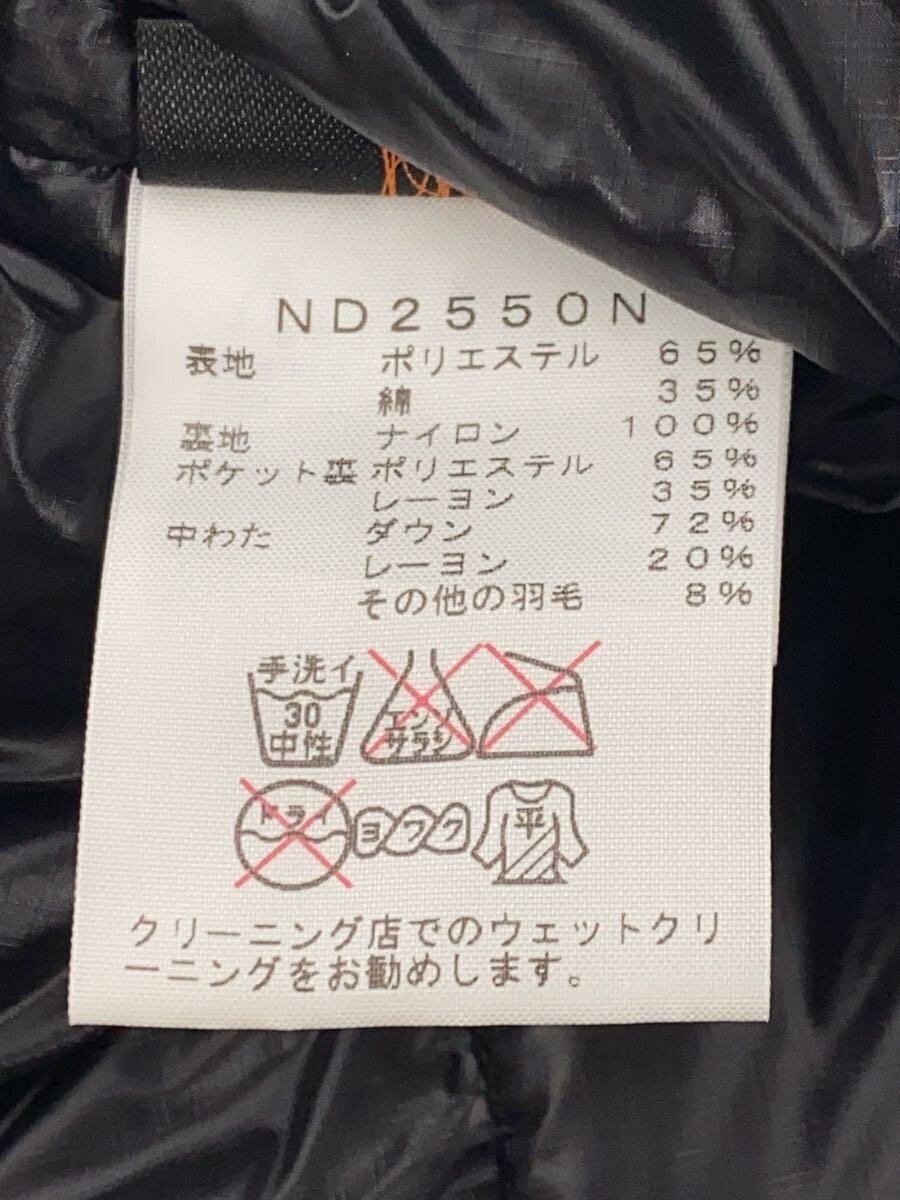 ND2550N
表地 ポリエステル 65%
綿 35%
裏地 ナイロン 100%
ポケット裏 ポリエステル 65%
レーヨン 35%
中わた ダウン 72%
レーヨン 20%
その他の羽毛 8%
手洗イ
30
中性
エンソ
サラシ
ドライ
ヨワク
平
クリーニング店でのウェットクリ
ーニングをお勧めします。